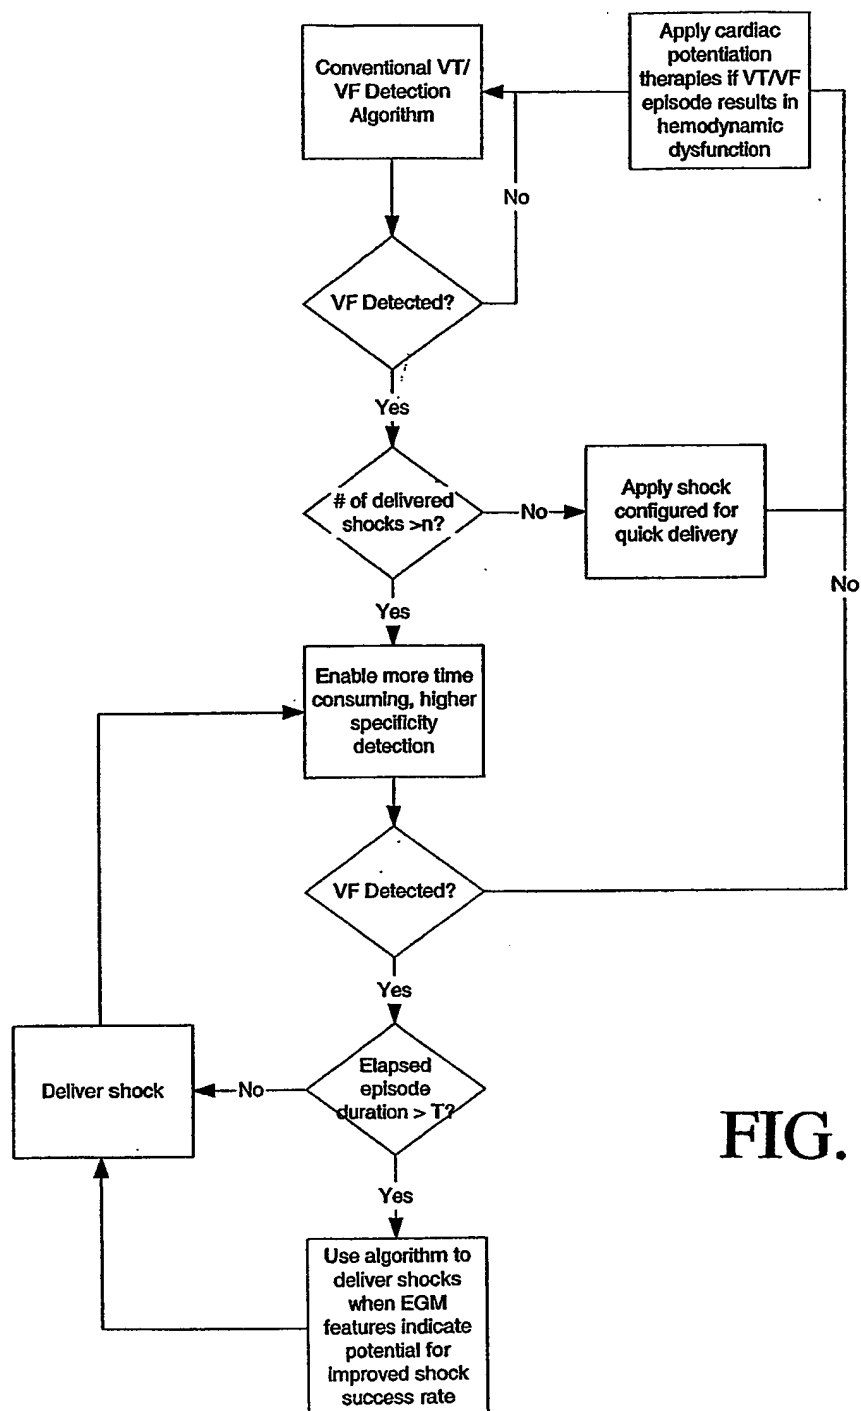 Conventional VT/
VF Detection
Algorithm
Apply cardiac
potentiation
therapies if VT/VF
episode results in
hemodynamic
dysfunction
No
VF Detected?
Yes
# of delivered
shocks >n?
No
Apply shock
configured for
quick delivery
No
Yes
Enable more time
consuming, higher
specificity
detection
VF Detected?
Yes
Elapsed
episode
duration > T?
No
Deliver shock
Yes
Use algorithm to
deliver shocks
when EGM
features indicate
potential for
improved shock
success rate
FIG.